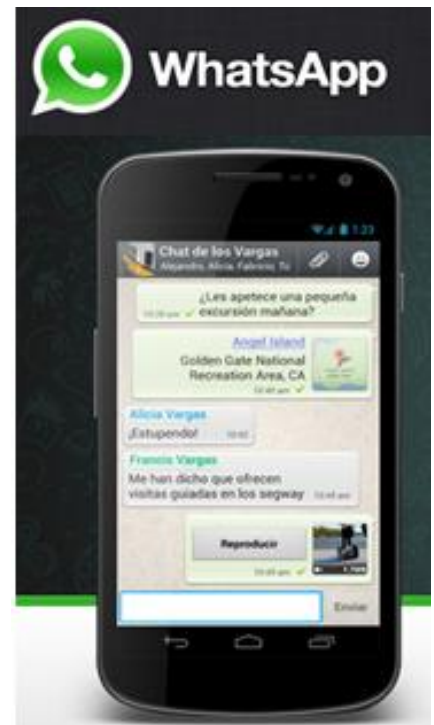 WhatsApp
1:23
Chat de los Vargas
Alejandro, Alicia, Fabricio, Tú
¿Les apetece una pequeña
excursión mañana?
Angel Island
Golden Gate National
Recreation Area, CA
Alicia Vargas
¡Estupendo!
Francis Vargas
Me han dicho que ofrecen
visitas guiadas en los segway
Reproducir
Enviar